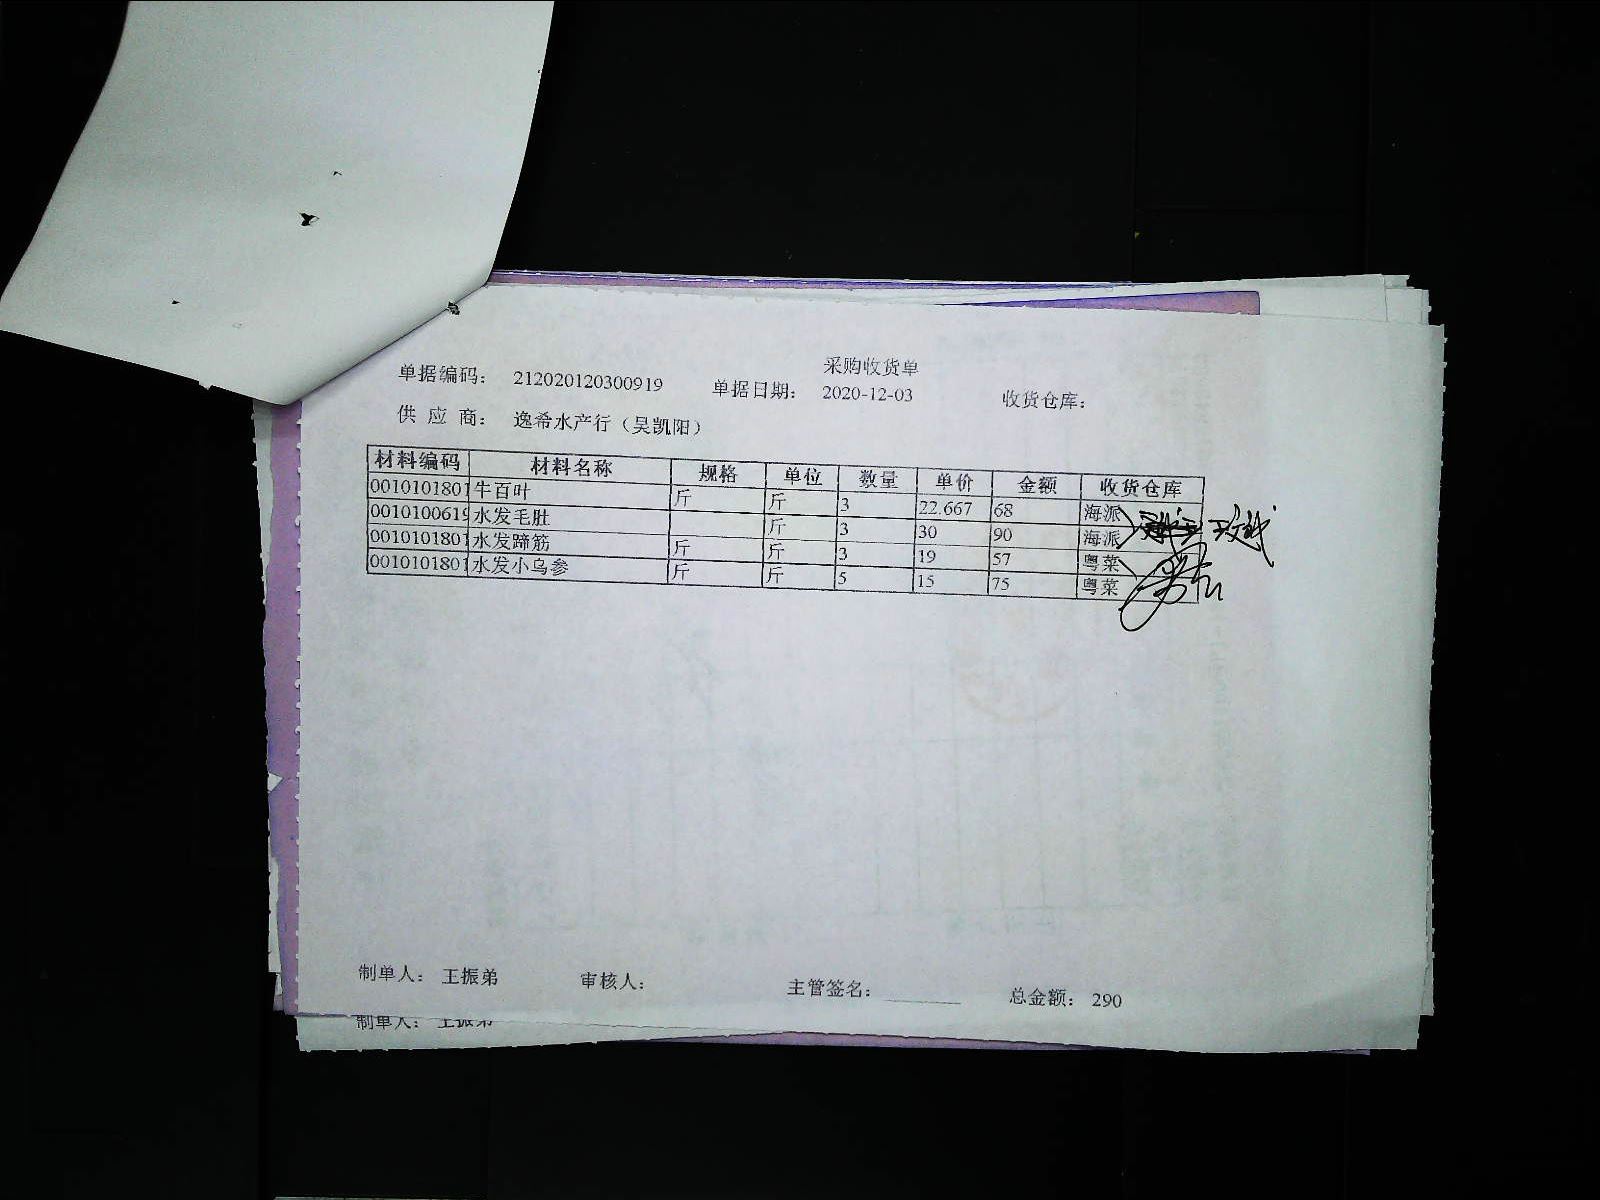 采购收货单
单据编码: 212020120300919 单据日期: 2020-12-03 收货仓库:
供 应 商: 逸希水产行（吴凯阳）
材料编码 材料名称 规格 单位 数量 单价 金额 收货仓库
0010101801 牛百叶 斤 斤 3 22.667 68 海派
0010100619 水发毛肚 斤 3 30 90 海派
0010101801 水发蹄筋 斤 斤 3 19 57 粤菜
0010101801 水发小乌参 斤 斤 5 15 75 粤菜
制单人: 王振弟 审核人: 主管签名: 总金额: 290
制单人: 王振弟